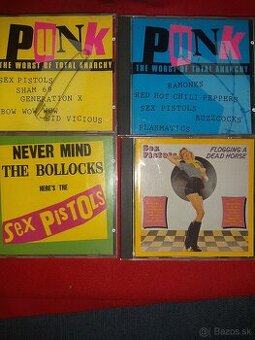 PUNK
THE WORST OF TOTAL ANARCHY
SEX PISTOLS
SHAM 69
GENERATION X
BOW WOW WOW
SID VICIOUS
PUNK
THE WORST OF TOTAL ANARCHY
RAMONES
RED HOT CHILI PEPPERS
SEX PISTOLS
BUZZCOCKS
PLASMATICS
NEVER MIND
THE BOLLOCKS
HERE'S THE
SEX PISTOLS
SEX PISTOLS
FLOGGING A
DEAD HORSE
bazos.sk